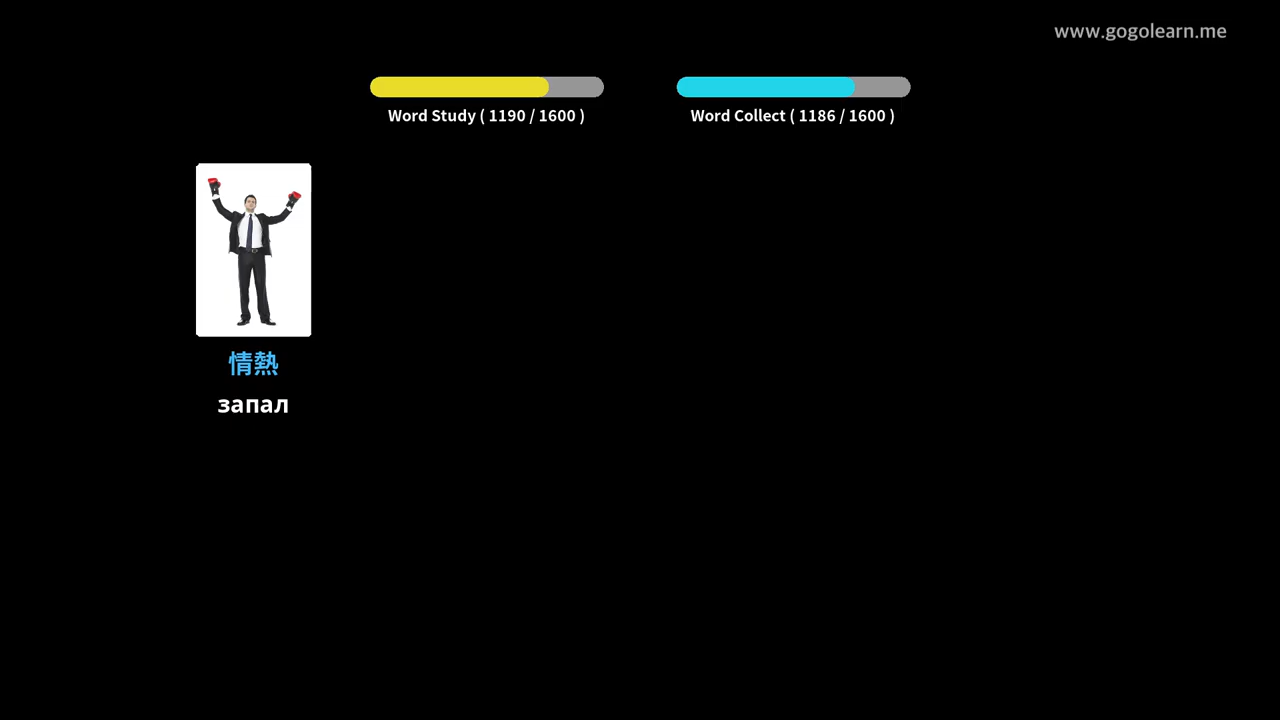 www.gogolearn.me
Word Study ( 1190 / 1600 )
Word Collect ( 1186 / 1600 )
情熱
запал